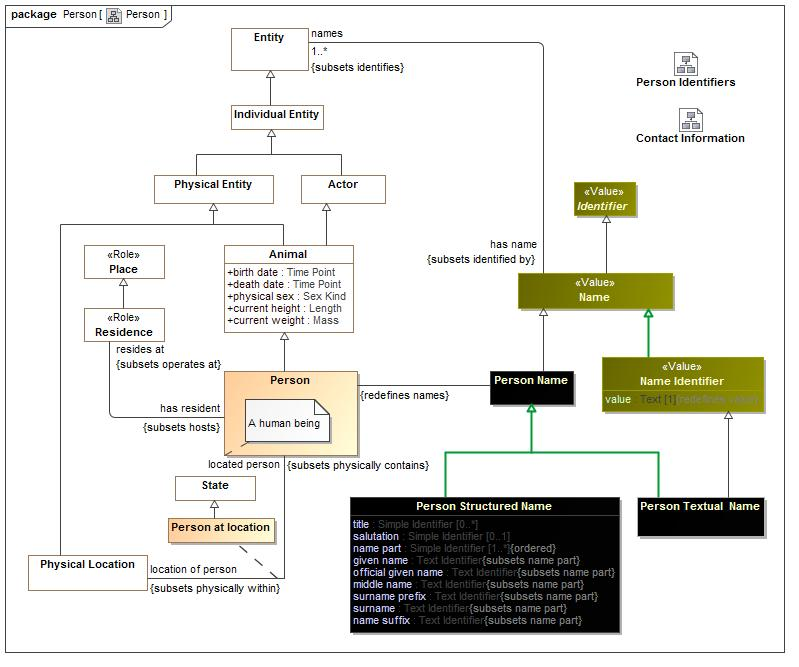 package Person [ Person ]
Entity
names
1..*
{subsets identifies}
Person Identifiers
Individual Entity
Contact Information
Physical Entity
Actor
«Value»
Identifier
«Role»
Place
Animal
+birth date : Time Point
+death date : Time Point
+physical sex : Sex Kind
+current height : Length
+current weight : Mass
has name
{subsets identified by}
«Value»
Name
«Role»
Residence
resides at
{subsets operates at}
has resident
{subsets hosts}
Person
A human being
{redefines names}
Person Name
«Value»
Name Identifier
value : Text [1]{redefines value}
located person
{subsets physically contains}
State
Person at location
Physical Location
location of person
{subsets physically within}
Person Structured Name
title : Simple Identifier [0..*]
salutation : Simple Identifier [0..1]
name part : Simple Identifier [1..*]{ordered}
given name : Text Identifier{subsets name part}
official given name : Text Identifier{subsets name part}
middle name : Text Identifier{subsets name part}
surname prefix : Text Identifier{subsets name part}
surname : Text Identifier{subsets name part}
name suffix : Text Identifier{subsets name part}
Person Textual Name